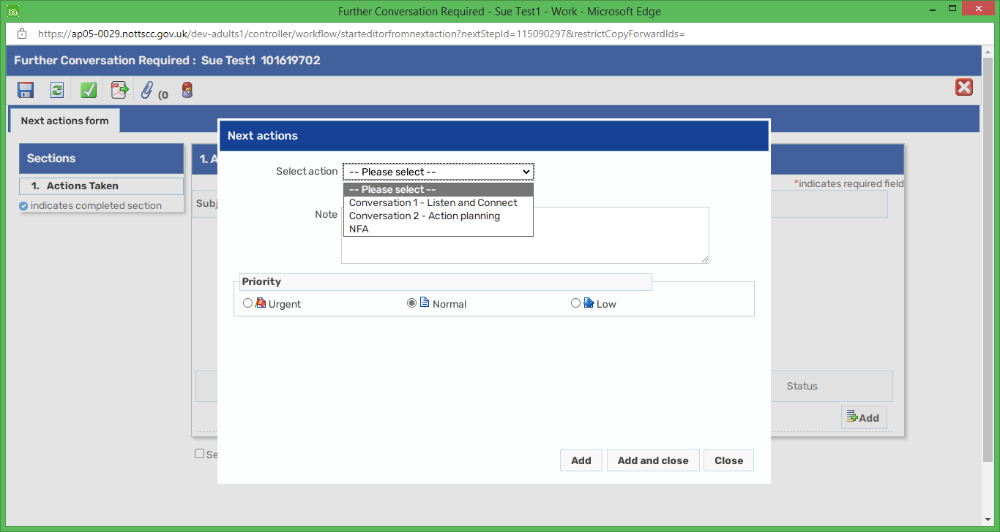 Further Conversation Required - Sue Test1 - Work - Microsoft Edge
https://ap05-0029.nottscc.gov.uk/dev-adults1/controller/workflow/starteditorfromnextaction?nextStepId=115090297&restrictCopyForwardIds=
Further Conversation Required : Sue Test1 101619702
(0
Next actions form
Sections
1. Actions Taken
indicates completed section
1. A
*indicates required field
Subj
Next actions
Select action
-- Please select --
-- Please select --
Conversation 1 - Listen and Connect
Conversation 2 - Action planning
NFA
Note
Priority
Urgent
Normal
Low
Status
Add
Se
Add
Add and close
Close